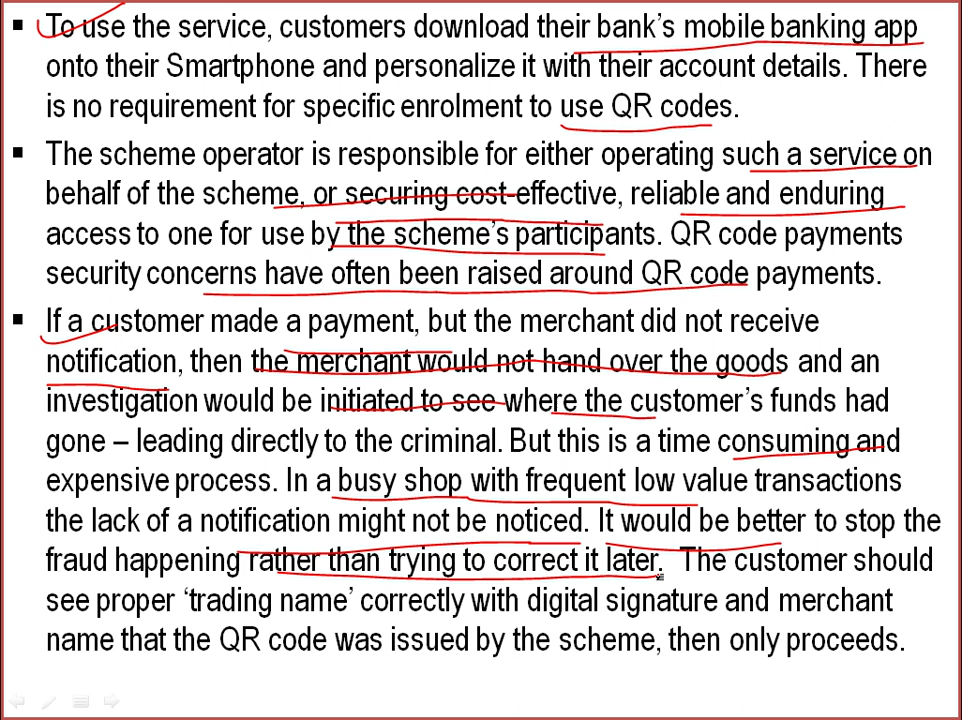 ▪ To use the service, customers download their bank's mobile banking app
onto their Smartphone and personalize it with their account details. There
is no requirement for specific enrolment to use QR codes.
▪ The scheme operator is responsible for either operating such a service on
behalf of the scheme, or securing cost-effective, reliable and enduring
access to one for use by the scheme's participants. QR code payments
security concerns have often been raised around QR code payments.
▪ If a customer made a payment, but the merchant did not receive
notification, then the merchant would not hand over the goods and an
investigation would be initiated to see where the customer's funds had
gone – leading directly to the criminal. But this is a time consuming and
expensive process. In a busy shop with frequent low value transactions
the lack of a notification might not be noticed. It would be better to stop the
fraud happening rather than trying to correct it later. The customer should
see proper ‘trading name’ correctly with digital signature and merchant
name that the QR code was issued by the scheme, then only proceeds.